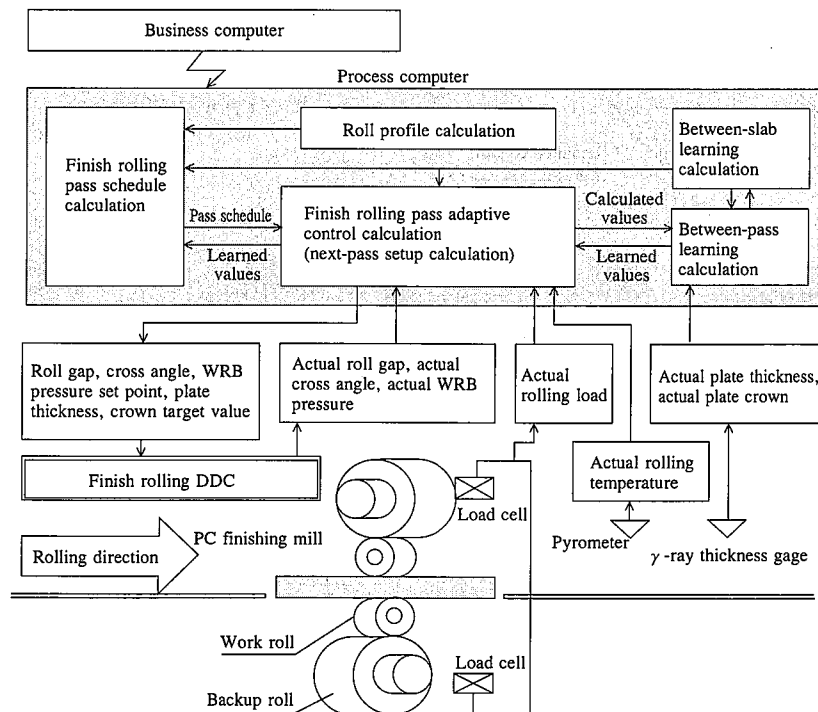 Business computer
Process computer
Roll profile calculation
Between-slab
learning
calculation
Finish rolling
pass schedule
calculation
Pass schedule
Learned
values
Finish rolling pass adaptive
control calculation
(next-pass setup calculation)
Calculated
values
Learned
values
Between-pass
learning
calculation
Roll gap, cross angle, WRB
pressure set point, plate
thickness, crown target value
Actual roll gap, actual
cross angle, actual WRB
pressure
Actual
rolling load
Actual plate thickness,
actual plate crown
Finish rolling DDC
Actual rolling
temperature
Load cell
Rolling direction
PC finishing mill
Pyrometer
γ-ray thickness gage
Work roll
Load cell
Backup roll